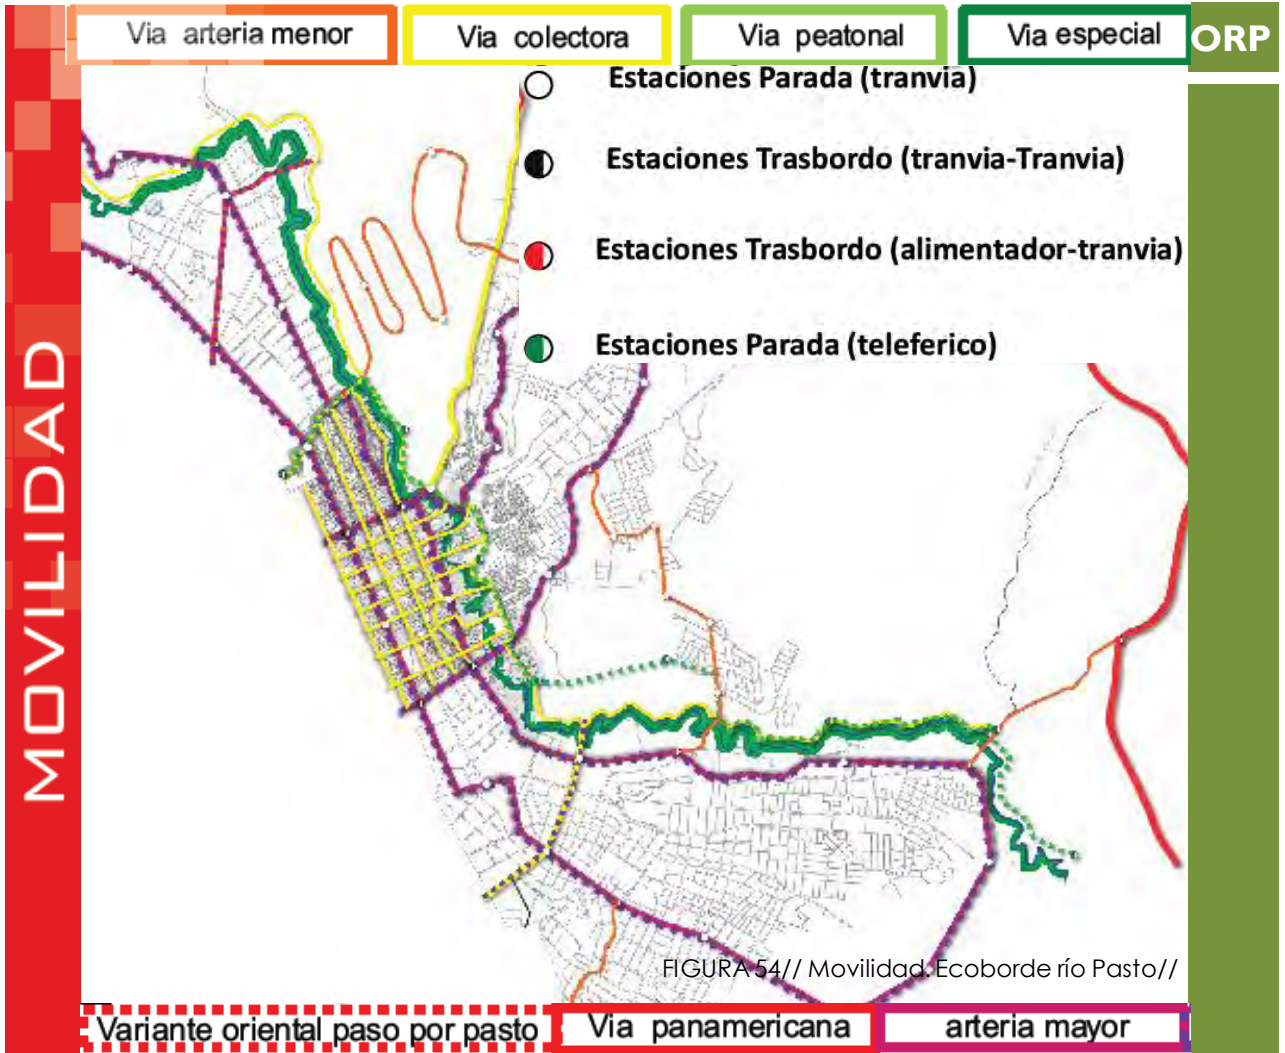 Via arteria menor
Via colectora
Via peatonal
Via especial
ORP
Estaciones Parada (tranvia)
Estaciones Trasbordo (tranvia-Tranvia)
Estaciones Trasbordo (alimentador-tranvia)
Estaciones Parada (teleferico)
MOVILIDAD
FIGURA 54// Movilidad. Ecoborde río Pasto//
Variante oriental paso por pasto
Via panamericana
arteria mayor